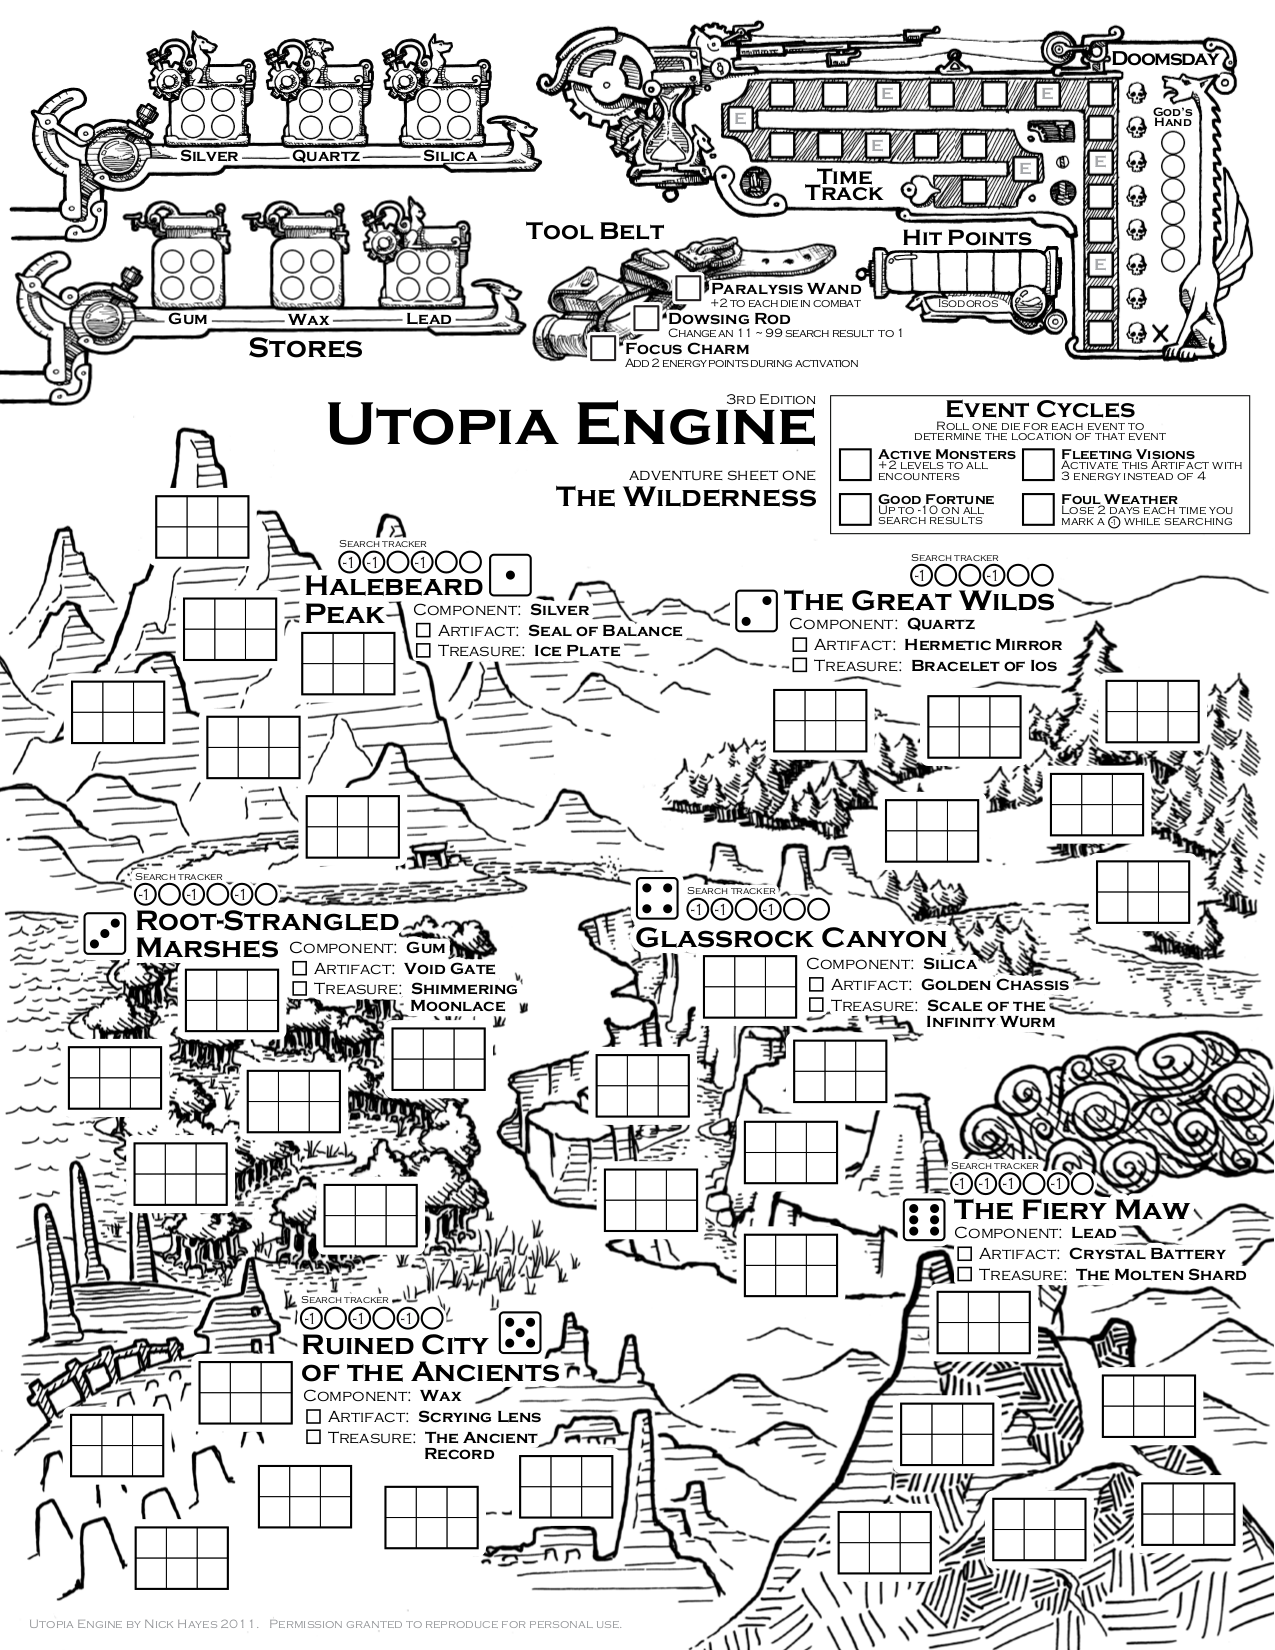 SILVER
QUARTZ
SILICA
GUM
WAX
LEAD
STORES
DOOMSDAY
GOD'S
HAND
E
E
E
E
E
E
E
TIME
TRACK
X
TOOL BELT
PARALYSIS WAND
+2 TO EACH DIE IN COMBAT
DOWSING ROD
CHANGE AN 11 ~ 99 SEARCH RESULT TO 1
FOCUS CHARM
ADD 2 ENERGY POINTS DURING ACTIVATION
HIT POINTS
ISODOROS
3RD EDITION
UTOPIA ENGINE
ADVENTURE SHEET ONE
THE WILDERNESS
EVENT CYCLES
ROLL ONE DIE FOR EACH EVENT TO
DETERMINE THE LOCATION OF THAT EVENT
ACTIVE MONSTERS
+2 LEVELS TO ALL
ENCOUNTERS
FLEETING VISIONS
ACTIVATE THIS ARTIFACT WITH
3 ENERGY INSTEAD OF 4
GOOD FORTUNE
UP TO -10 ON ALL
SEARCH RESULTS
FOUL WEATHER
LOSE 2 DAYS EACH TIME YOU
MARK A -1 WHILE SEARCHING
SEARCH TRACKER
-1 -1 -1
HALEBEARD
PEAK
COMPONENT: SILVER
ARTIFACT: SEAL OF BALANCE
TREASURE: ICE PLATE
SEARCH TRACKER
-1 -1
THE GREAT WILDS
COMPONENT: QUARTZ
ARTIFACT: HERMETIC MIRROR
TREASURE: BRACELET OF IOS
SEARCH TRACKER
-1 -1 -1
ROOT-STRANGLED
MARSHES
COMPONENT: GUM
ARTIFACT: VOID GATE
TREASURE: SHIMMERING
MOONLACE
SEARCH TRACKER
-1 -1 -1
GLASSROCK CANYON
COMPONENT: SILICA
ARTIFACT: GOLDEN CHASSIS
TREASURE: SCALE OF THE
INFINITY WURM
SEARCH TRACKER
-1 -1 -1 -1
THE FIERY MAW
COMPONENT: LEAD
ARTIFACT: CRYSTAL BATTERY
TREASURE: THE MOLTEN SHARD
SEARCH TRACKER
-1 -1 -1
RUINED CITY
OF THE ANCIENTS
COMPONENT: WAX
ARTIFACT: SCRYING LENS
TREASURE: THE ANCIENT
RECORD
UTOPIA ENGINE BY NICK HAYES 2011. PERMISSION GRANTED TO REPRODUCE FOR PERSONAL USE.